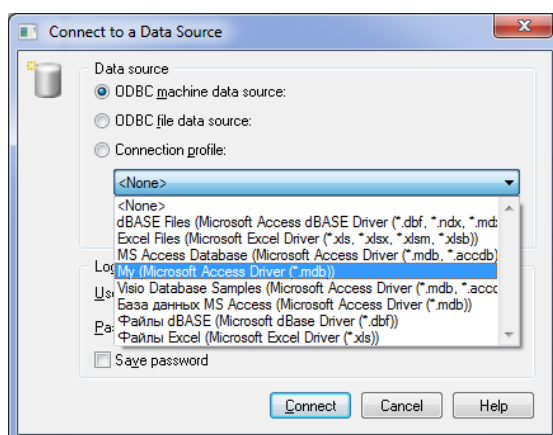 Connect to a Data Source
Data source
ODBC machine data source:
ODBC file data source:
Connection profile:
<None>
<None>
dBASE Files (Microsoft Access dBASE Driver (*.dbf, *.ndx, *.md
Excel Files (Microsoft Excel Driver (*.xls, *.xlsx, *.xlsm, *.xlsb))
MS Access Database (Microsoft Access Driver (*.mdb, *.accdb)
Log
My (Microsoft Access Driver (*.mdb))
Us
Visio Database Samples (Microsoft Access Driver (*.mdb, *.acc
База данных MS Access (Microsoft Access Driver (*.mdb))
Pa
Файлы dBASE (Microsoft dBase Driver (*.dbf))
Файлы Excel (Microsoft Excel Driver (*.xls))
Save password
Connect Cancel Help